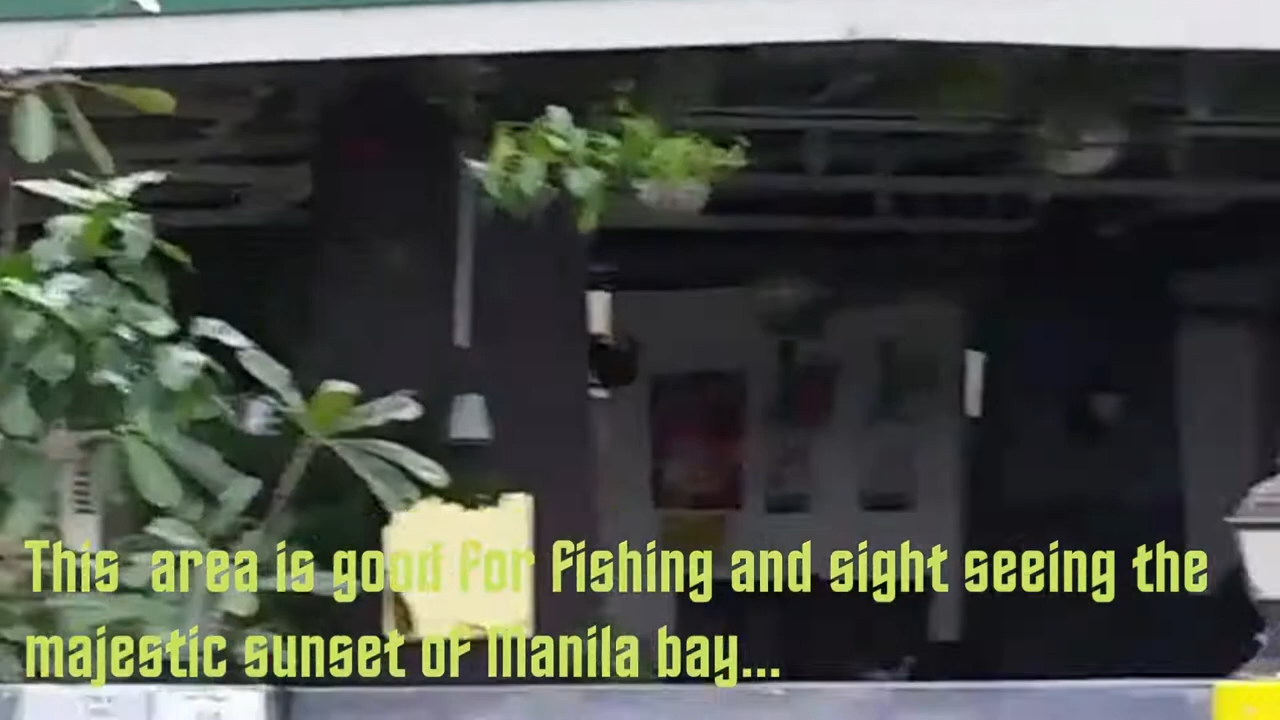 This area is good for fishing and sight seeing the
majestic sunset of Manila bay...